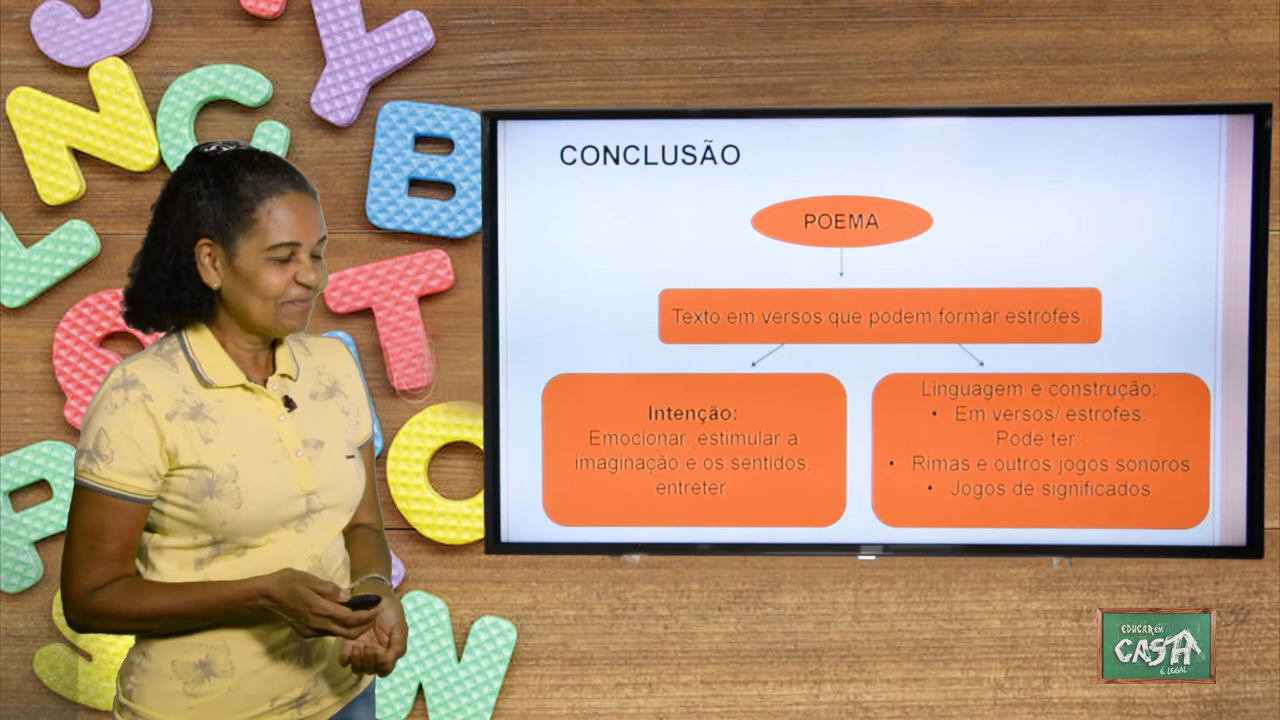 CONCLUSÃO
POEMA
Texto em versos que podem formar estrofes.
Intenção:
Emocionar, estimular a
imaginação e os sentidos,
entreter.
Linguagem e construção:
• Em versos/ estrofes.
Pode ter:
• Rimas e outros jogos sonoros
• Jogos de significados
EDUCAR EM
CASA
É LEGAL